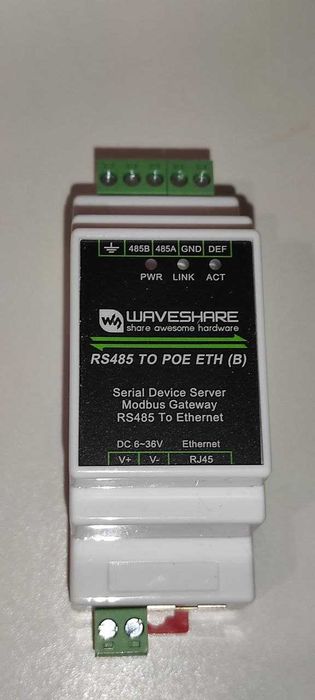 485B 485A GND DEF
PWR LINK ACT
WAVESHARE
share awesome hardware
RS485 TO POE ETH (B)
Serial Device Server
Modbus Gateway
RS485 To Ethernet
DC 6~36V Ethernet
V+ V- RJ45